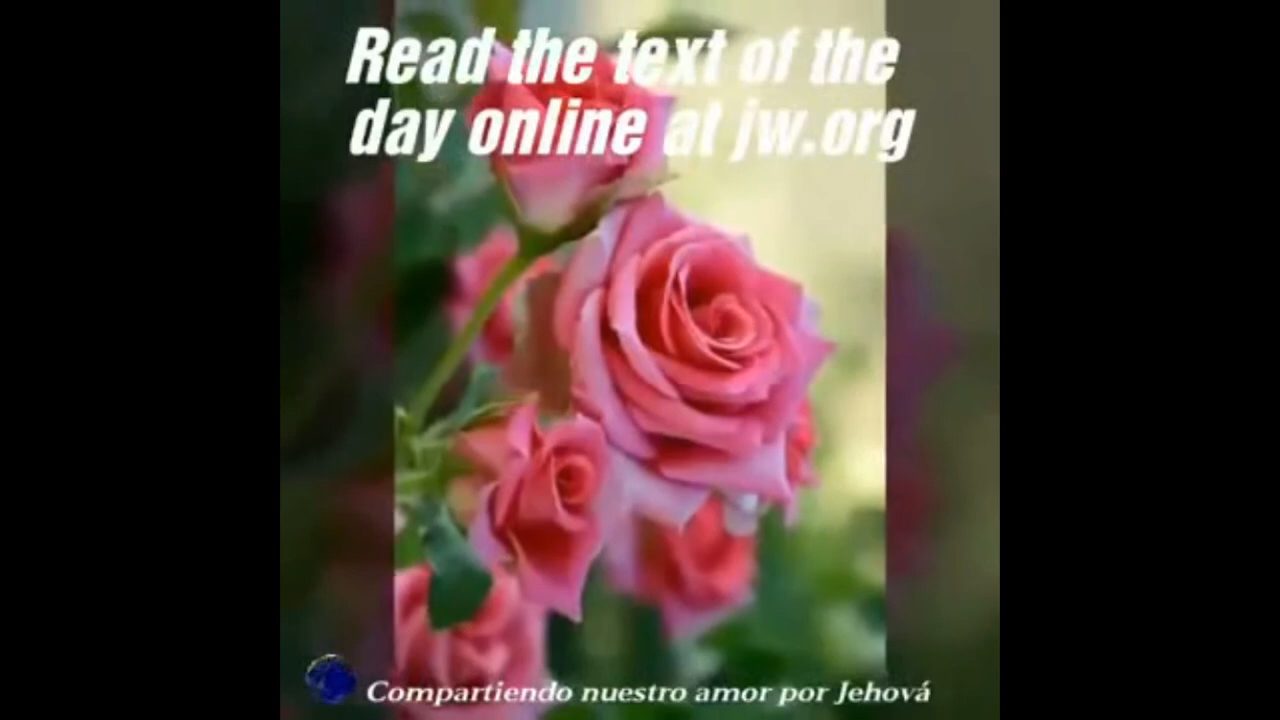 Read the text of the
day online at jw.org
Compartiendo nuestro amor por Jehová